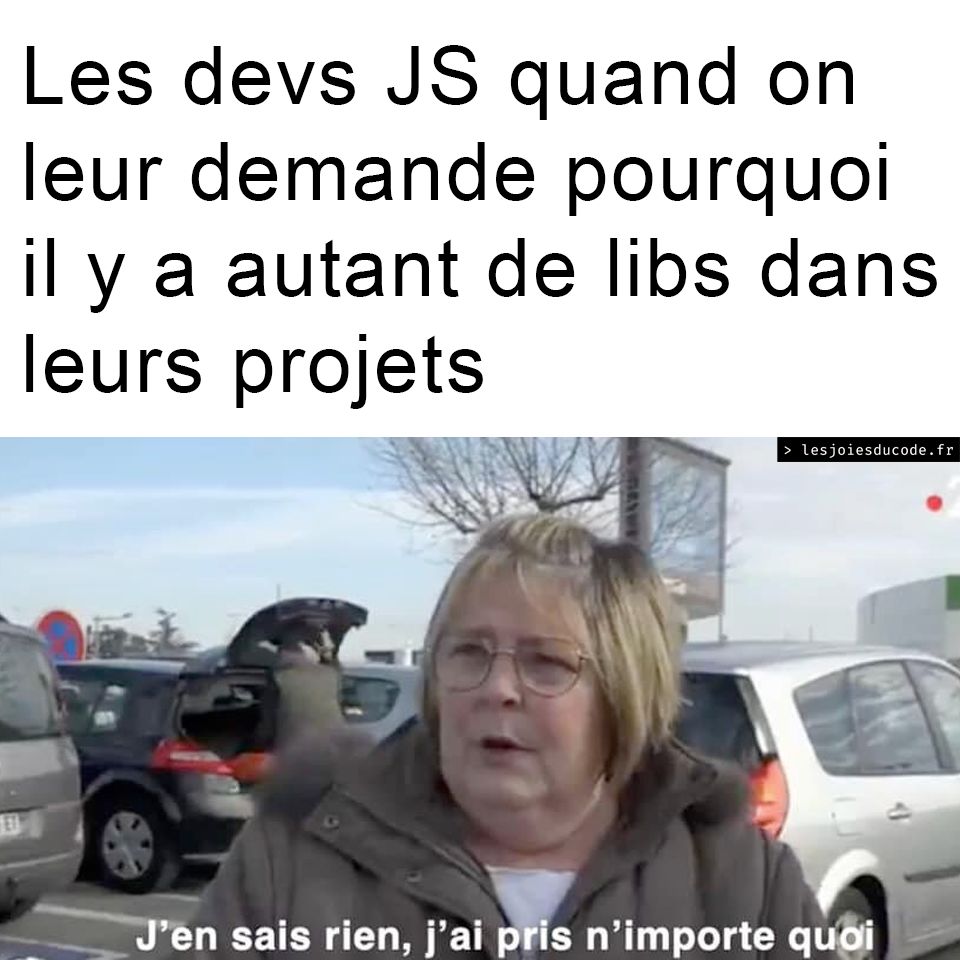 Les devs JS quand on
leur demande pourquoi
il y a autant de libs dans
leurs projets
> lesjoiesducode.fr
J'en sais rien, j'ai pris n'importe quoi